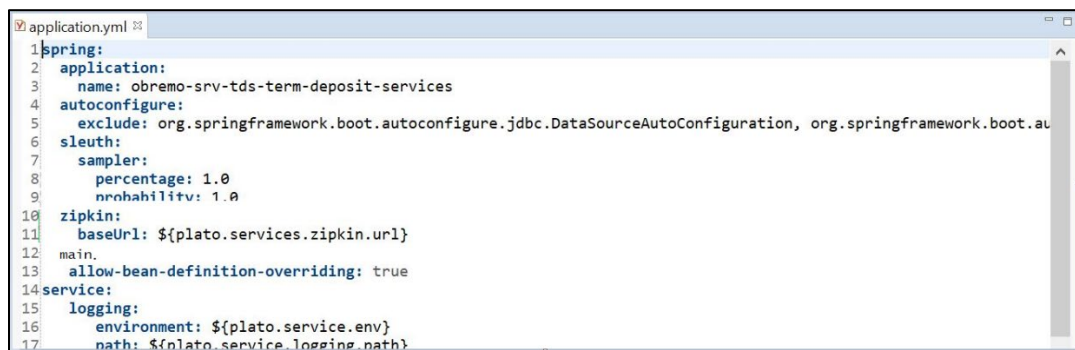 application.yml
1 spring:
2   application:
3     name: obremo-srv-tds-term-deposit-services
4   autoconfigure:
5     exclude: org.springframework.boot.autoconfigure.jdbc.DataSourceAutoConfiguration, org.springframework.boot.au
6   sleuth:
7     sampler:
8       percentage: 1.0
9       probability: 1.0
10   zipkin:
11     baseUrl: ${plato.services.zipkin.url}
12   main.
13    allow-bean-definition-overriding: true
14 service:
15    logging:
16       environment: ${plato.service.env}
17       path: ${plato.service.logging.path}